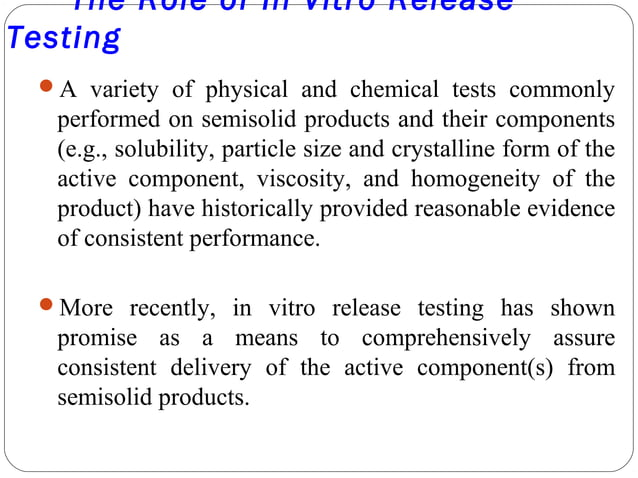 The Role of In Vitro Release
Testing
A variety of physical and chemical tests commonly
performed on semisolid products and their components
(e.g., solubility, particle size and crystalline form of the
active component, viscosity, and homogeneity of the
product) have historically provided reasonable evidence
of consistent performance.
More recently, in vitro release testing has shown
promise as a means to comprehensively assure
consistent delivery of the active component(s) from
semisolid products.